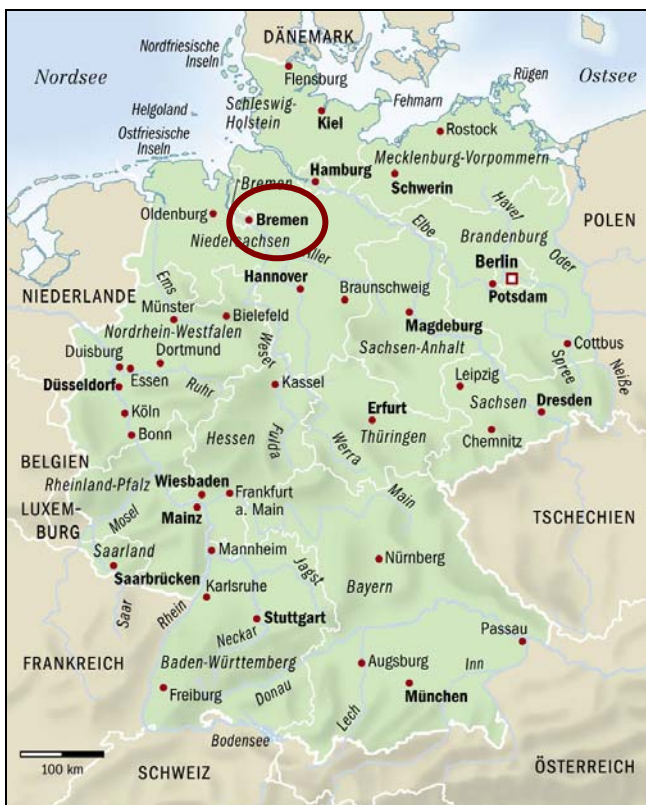 DÄNEMARK
Nordfriesische
Inseln
Nordsee
Flensburg
Rügen
Ostsee
Helgoland
Schleswig-
Holstein
Fehmarn
Kiel
Ostfriesische
Inseln
Rostock
Mecklenburg-Vorpommern
Hamburg
Schwerin
Bremen
Oldenburg
Bremen
Niedersachsen
Elbe
Havel
POLEN
Brandenburg
Oder
Aller
Berlin
Hannover
Ems
NIEDERLANDE
Braunschweig
Potsdam
Münster
Bielefeld
Magdeburg
Nordrhein-Westfalen
Weser
Sachsen-Anhalt
Cottbus
Duisburg
Dortmund
Spree
Neiße
Essen
Düsseldorf
Ruhr
Kassel
Leipzig
Sachsen
Dresden
Köln
Erfurt
Bonn
Hessen
Fulda
Werra
Thüringen
Chemnitz
BELGIEN
Rheinland-Pfalz
Wiesbaden
Frankfurt
a. Main
Main
LUXEM-
BURG
Mosel
Mainz
TSCHECHIEN
Saarland
Mannheim
Nürnberg
Saarbrücken
Jagst
Karlsruhe
Bayern
Saar
Rhein
Stuttgart
Neckar
Passau
FRANKREICH
Baden-Württemberg
Augsburg
Inn
Freiburg
Donau
München
Lech
Bodensee
100 km
SCHWEIZ
ÖSTERREICH